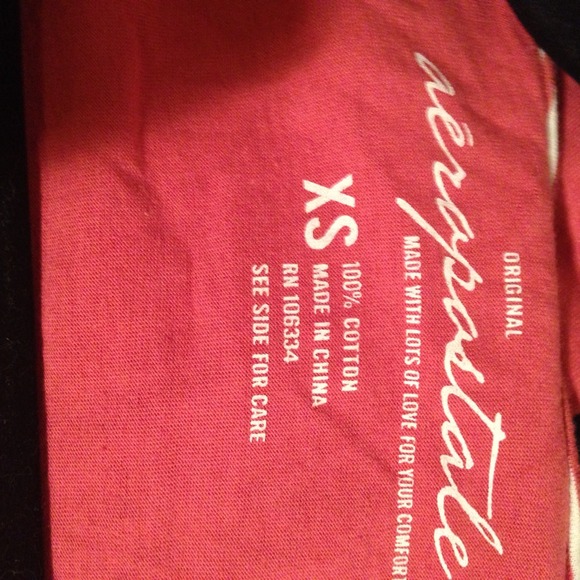 ORIGINAL
aéropostale
MADE WITH LOTS OF LOVE FOR YOUR COMFORT
XS
100% COTTON
MADE IN CHINA
RN 106334
SEE SIDE FOR CARE